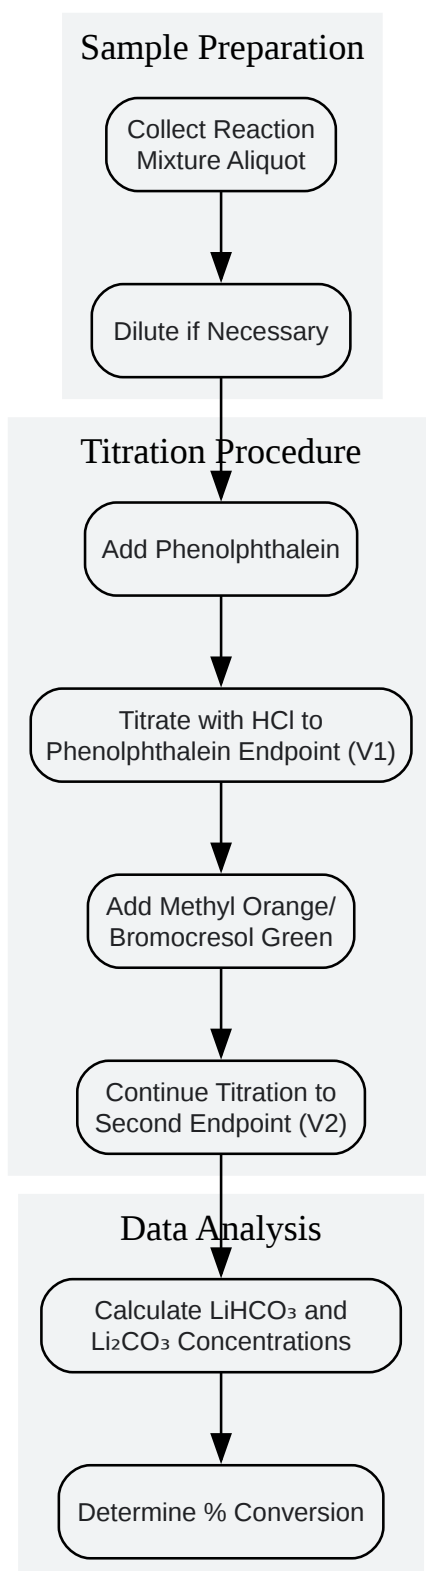 Sample Preparation
Collect Reaction
Mixture Aliquot
Dilute if Necessary
Titration Procedure
Add Phenolphthalein
Titrate with HCl to
Phenolphthalein Endpoint (V1)
Add Methyl Orange/
Bromocresol Green
Continue Titration to
Second Endpoint (V2)
Data Analysis
Calculate LiHCO₃ and
Li₂CO₃ Concentrations
Determine % Conversion